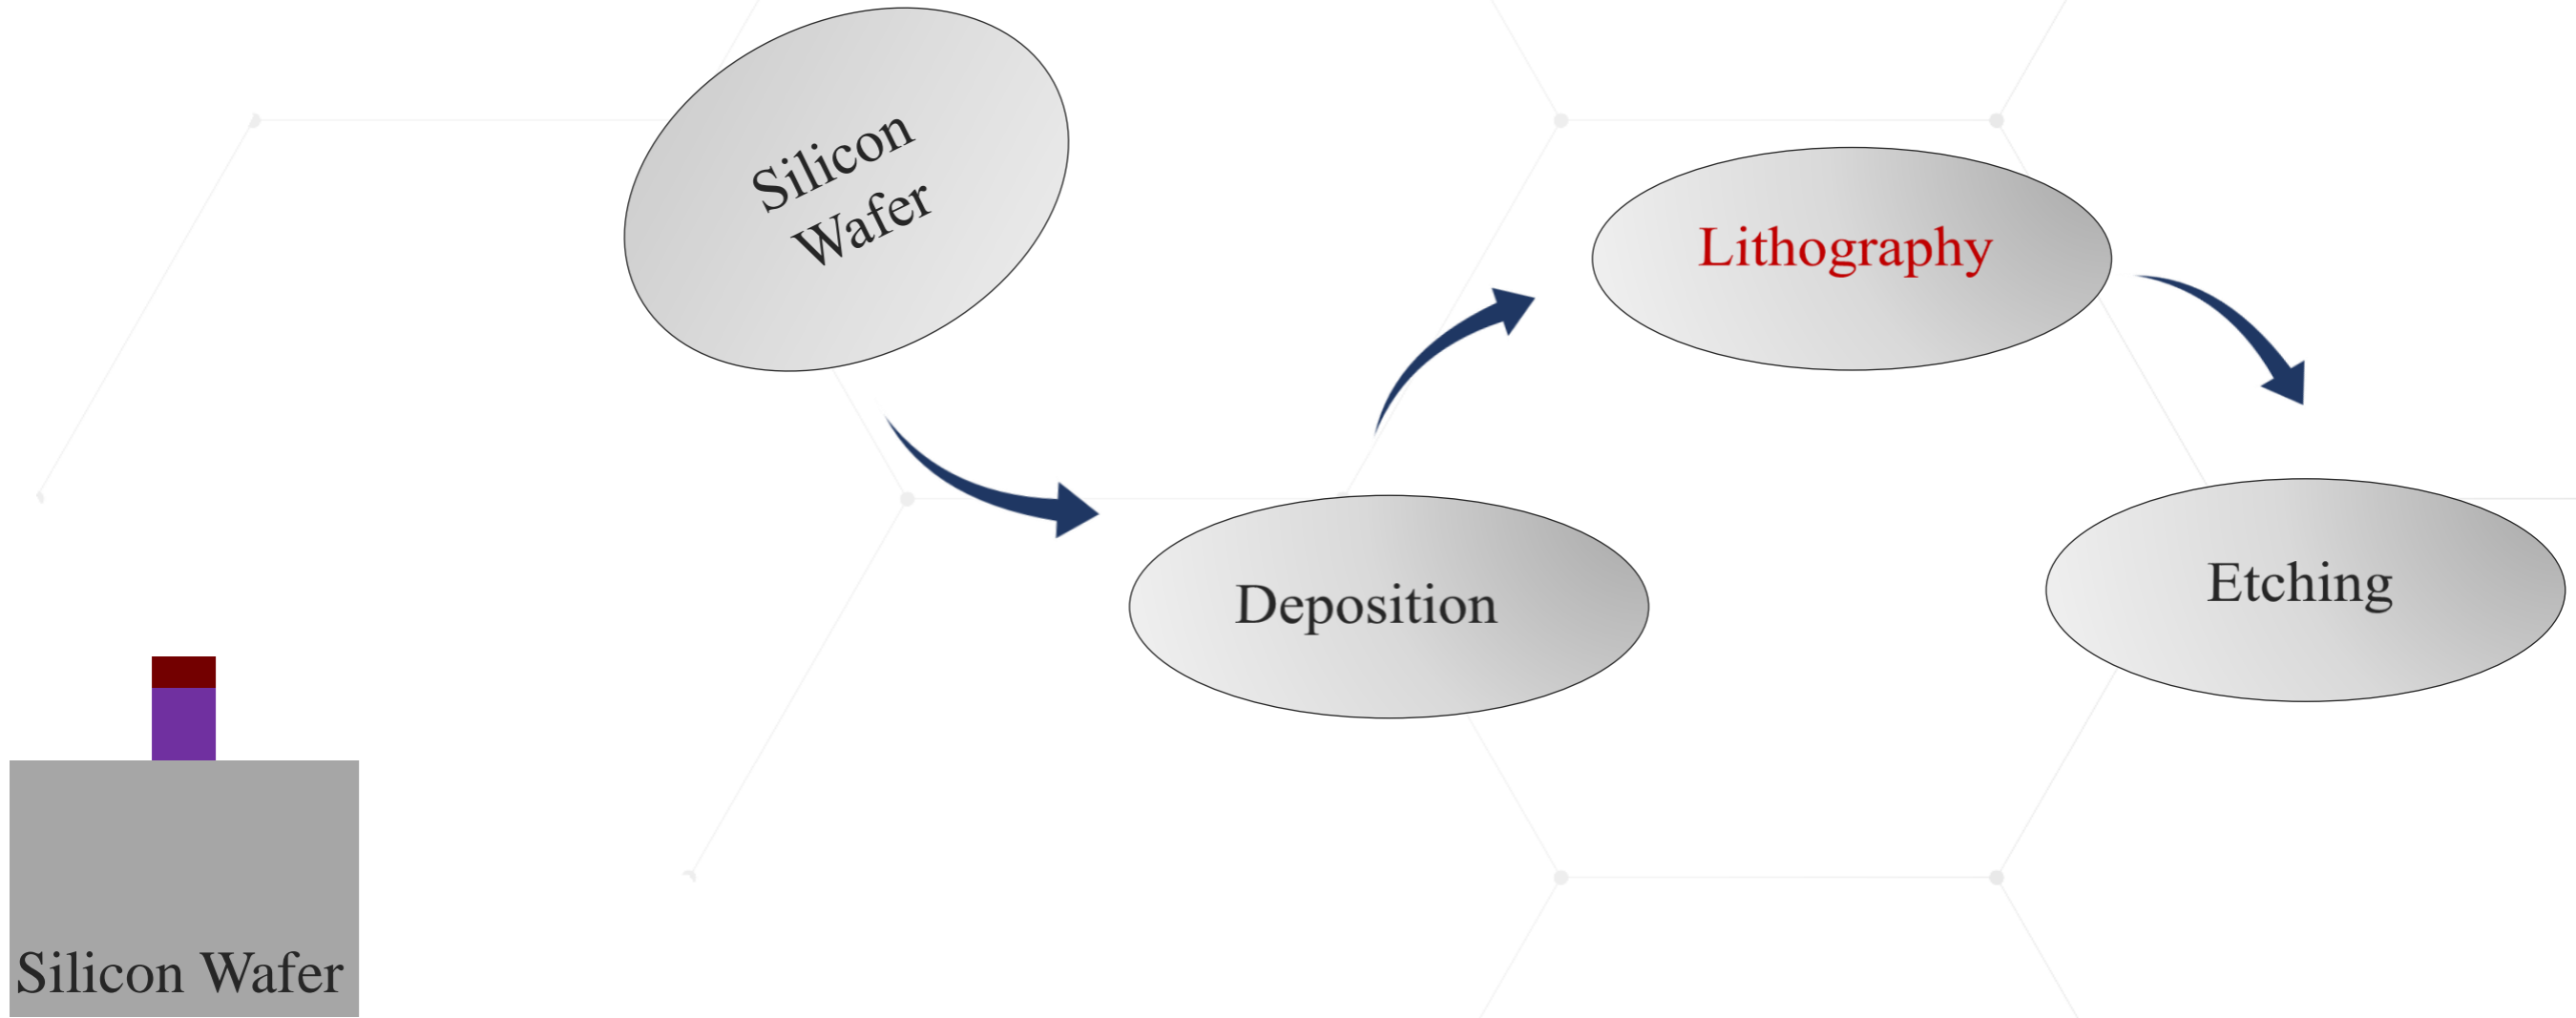 Silicon
Wafer
Lithography
Deposition
Etching
Silicon Wafer